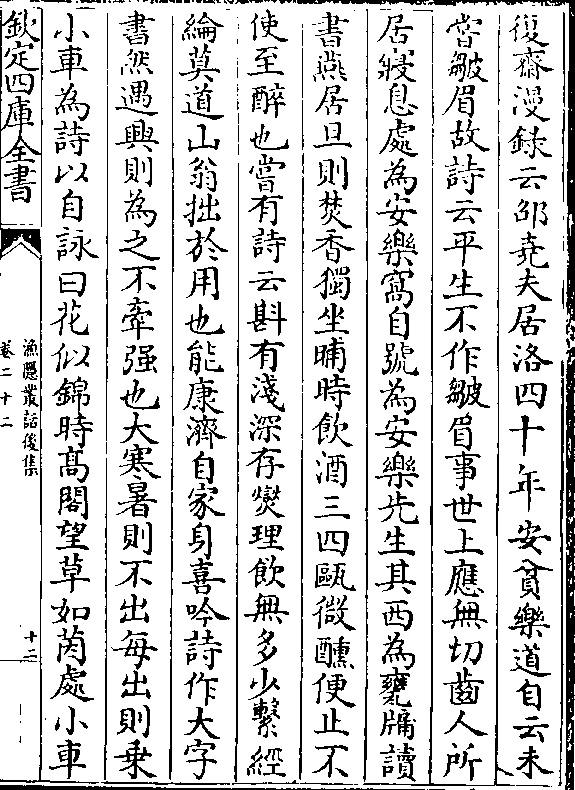 復齋漫錄云邵堯夫居洛四十年安貧樂道自云未
嘗皺眉故詩云平生不作皺眉事世上應無切齒人所
居寢息處為安樂窩自號為安樂先生其西為甕牖讀
書燕居旦則焚香獨坐晡時飲酒三四甌微醺便止不
使至醉也嘗有詩云斟有淺深存爕理飲無多少繫經
綸莫道山翁拙於用也能康濟自家身喜吟詩作大字
書然遇興則為之不牽强也大寒暑則不出每出則乗
小車為詩以自詠曰花似錦時髙閣望草如茵處小車
欽定四庫全書
漁隱叢話後集
卷二十二
十二